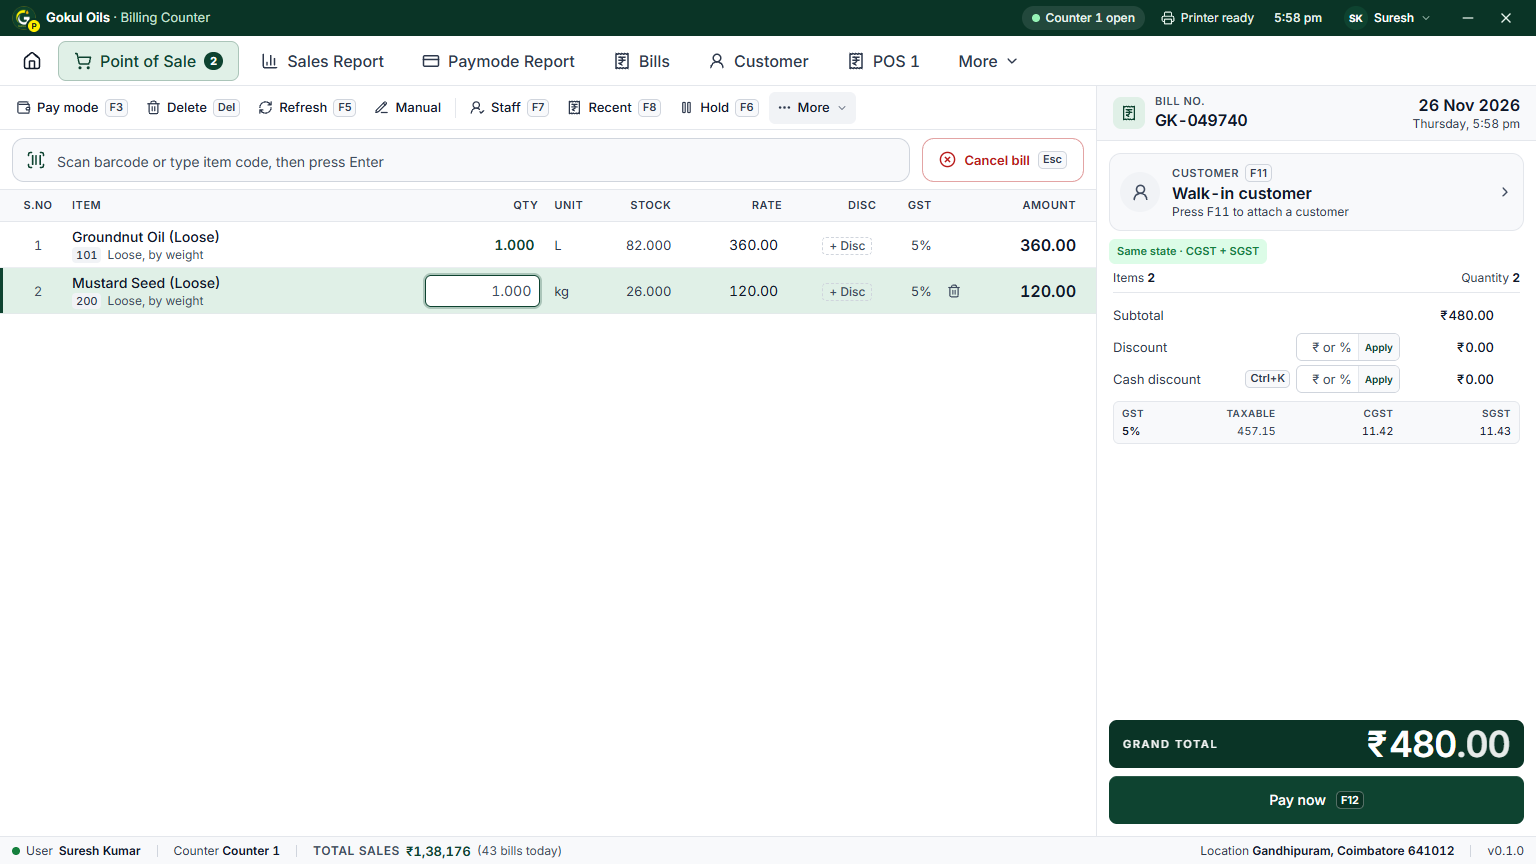 Gokul Oils · Billing Counter
Counter 1 open
Printer ready
5:58 pm
SK Suresh
Point of Sale 2
Sales Report
Paymode Report
Bills
Customer
POS 1
More
Pay mode F3
Delete Del
Refresh F5
Manual
Staff F7
Recent F8
Hold F6
More
Scan barcode or type item code, then press Enter
Cancel bill Esc
S.NO ITEM QTY UNIT STOCK RATE DISC GST AMOUNT
1 Groundnut Oil (Loose) 1.000 L 82.000 360.00 + Disc 5% 360.00
101 Loose, by weight
2 Mustard Seed (Loose) 1.000 kg 26.000 120.00 + Disc 5% 120.00
200 Loose, by weight
BILL NO.
GK-049740
26 Nov 2026
Thursday, 5:58 pm
CUSTOMER F11
Walk-in customer
Press F11 to attach a customer
Same state · CGST + SGST
Items 2 Quantity 2
Subtotal ₹480.00
Discount ₹ or % Apply ₹0.00
Cash discount Ctrl+K ₹ or % Apply ₹0.00
GST TAXABLE CGST SGST
5% 457.15 11.42 11.43
GRAND TOTAL ₹480.00
Pay now F12
User Suresh Kumar
Counter Counter 1
TOTAL SALES ₹1,38,176 (43 bills today)
Location Gandhipuram, Coimbatore 641012
v0.1.0